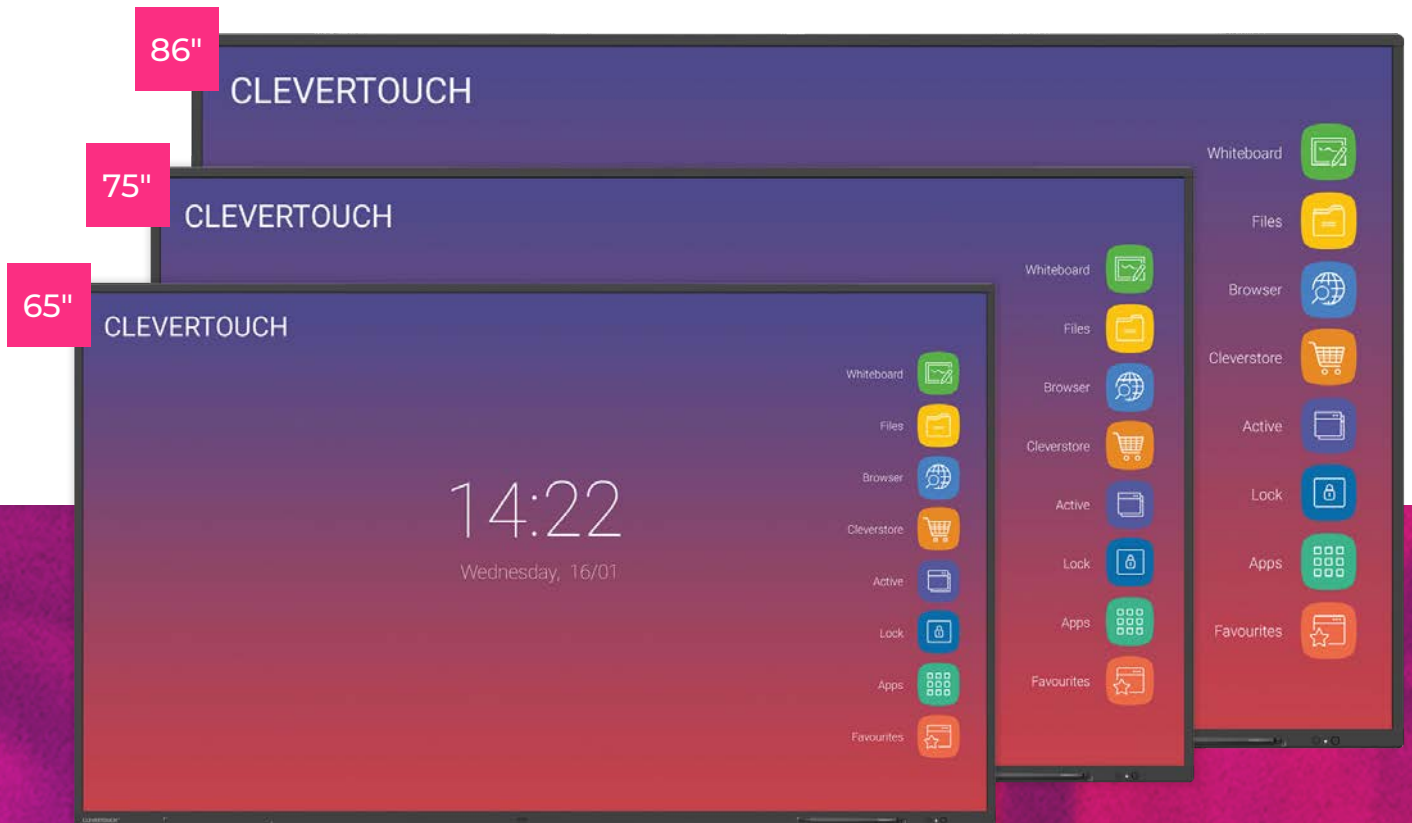 86"
CLEVERTOUCH
Whiteboard
Files
Browser
Cleverstore
Active
Lock
Apps
Favourites
75"
CLEVERTOUCH
Whiteboard
Files
Browser
Cleverstore
Active
Lock
Apps
Favourites
65"
CLEVERTOUCH
14:22
Wednesday, 16/01
Whiteboard
Files
Browser
Cleverstore
Active
Lock
Apps
Favourites
CLEVERTOUCH